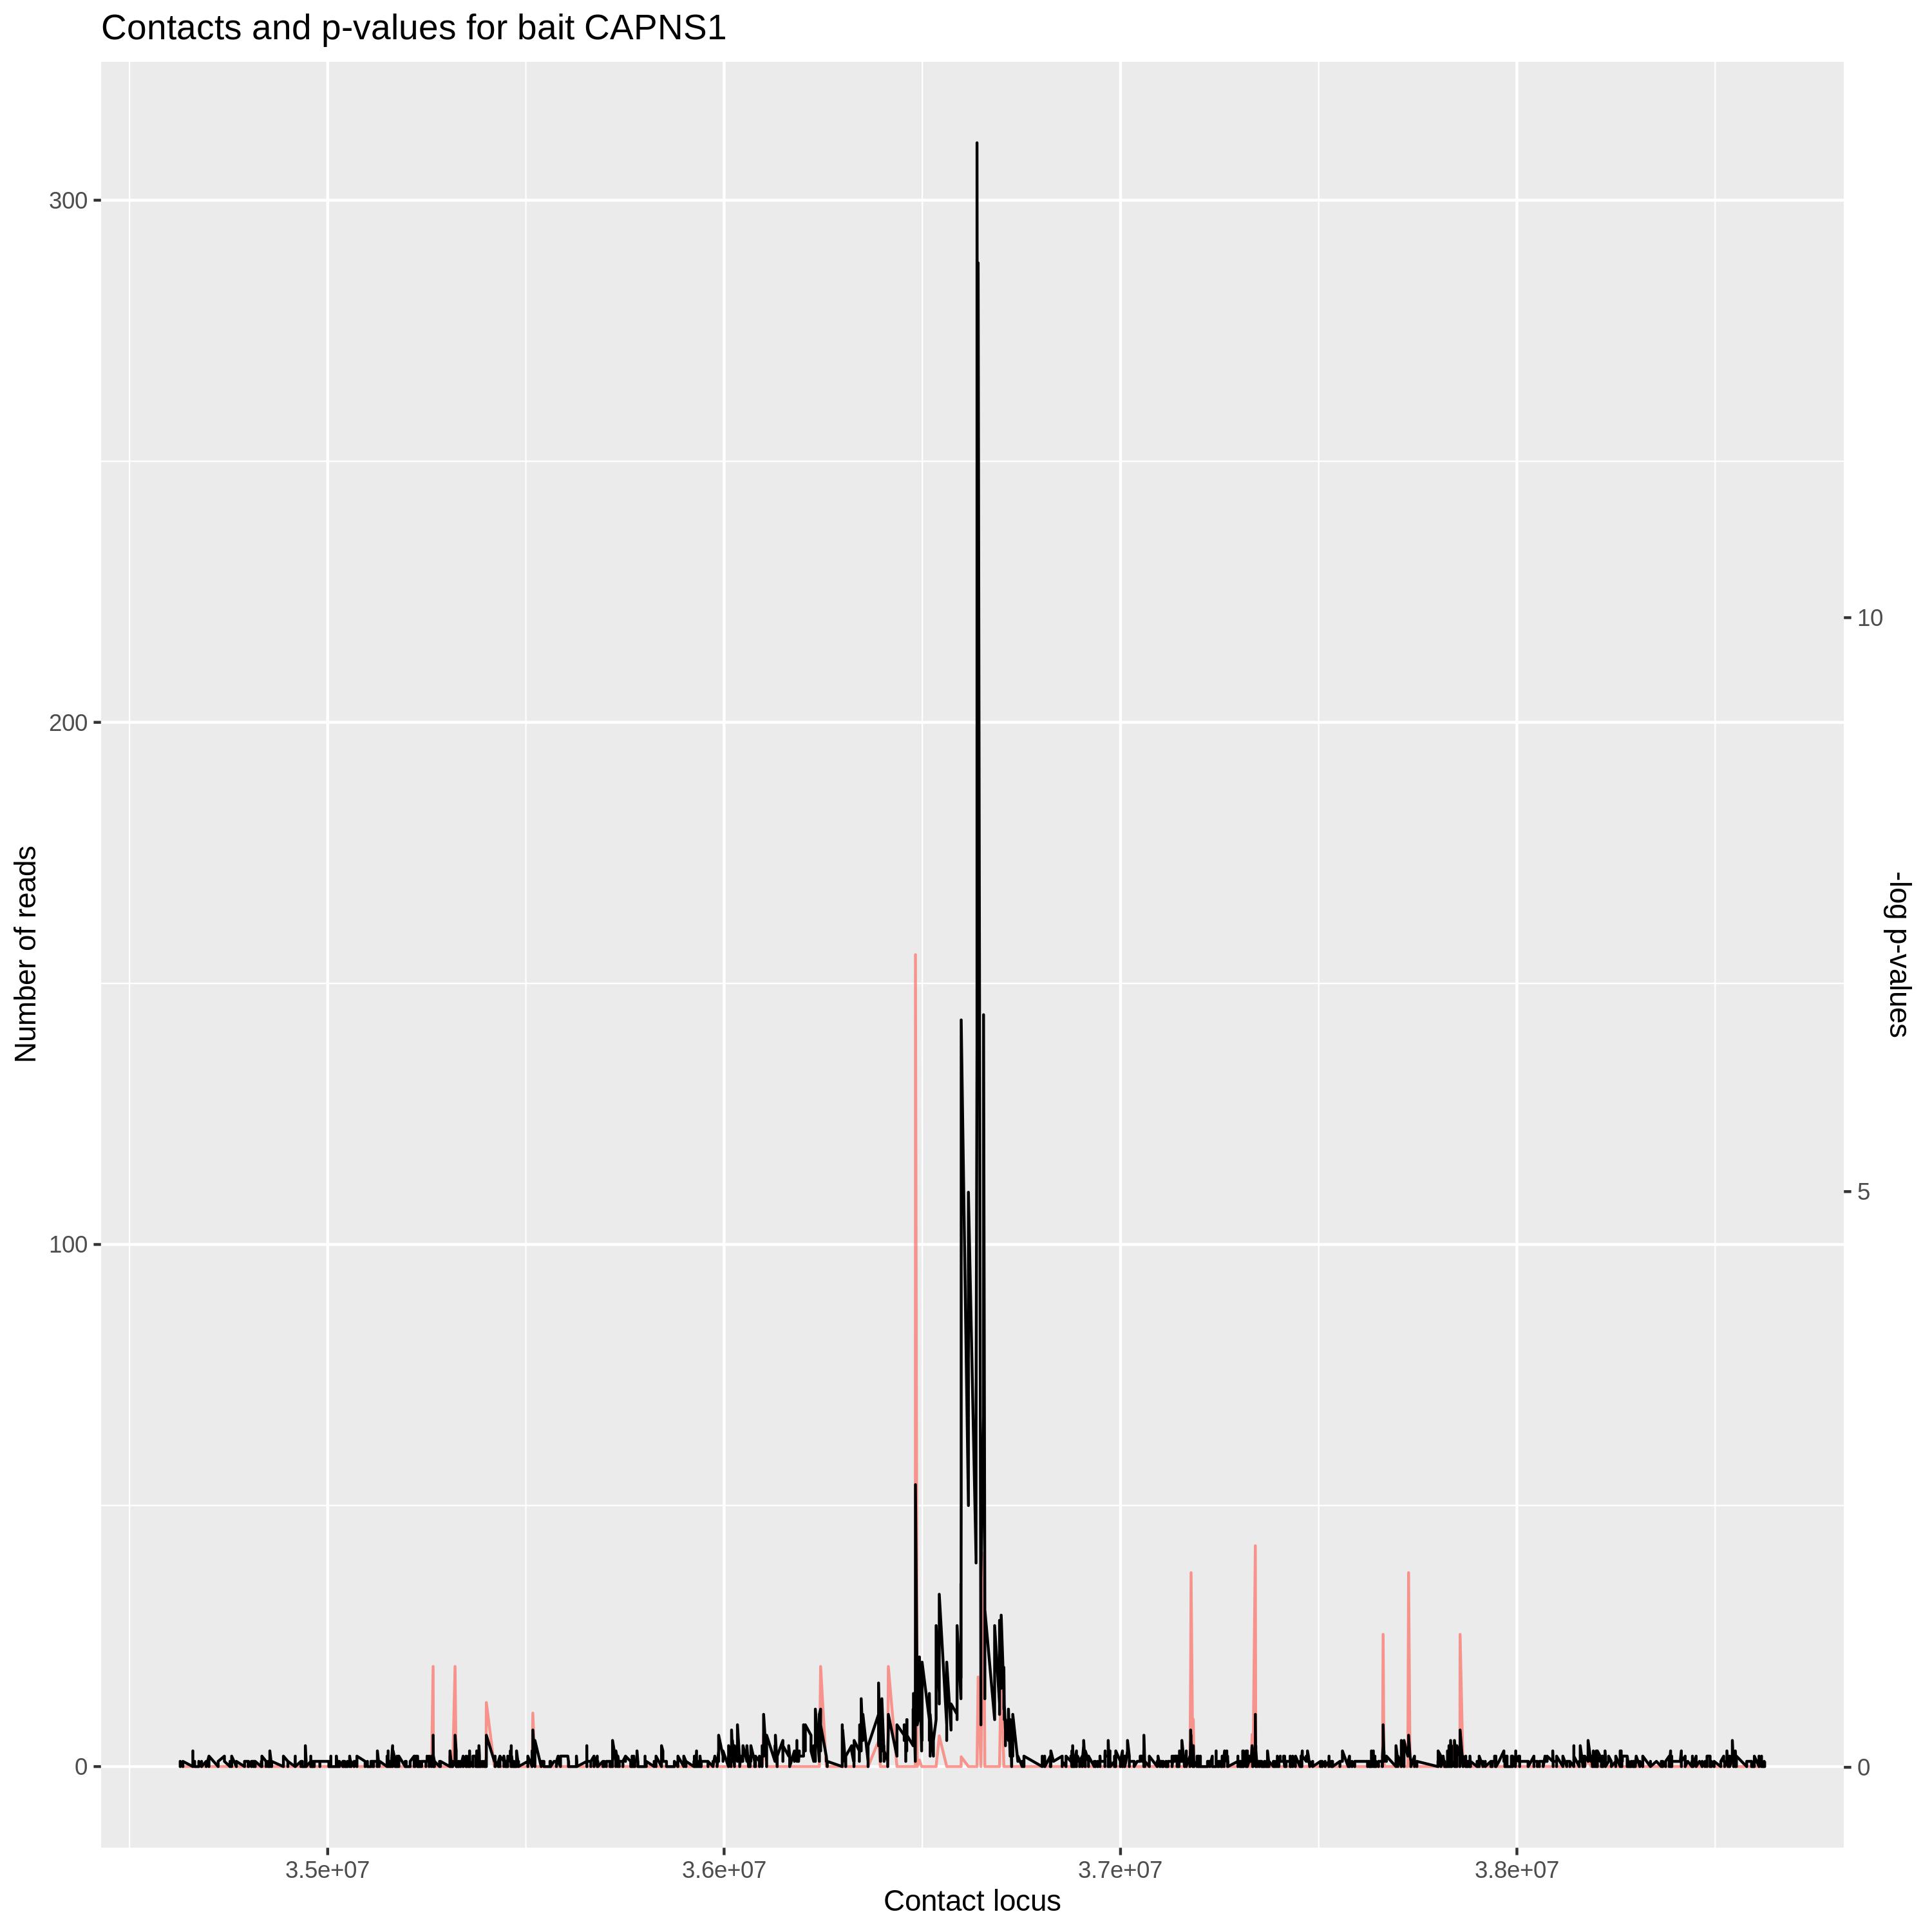 Contacts and p-values for bait CAPNS1
300
200
100
0
Number of reads
10
5
0
-log p-values
3.5e+07
3.6e+07
3.7e+07
3.8e+07
Contact locus